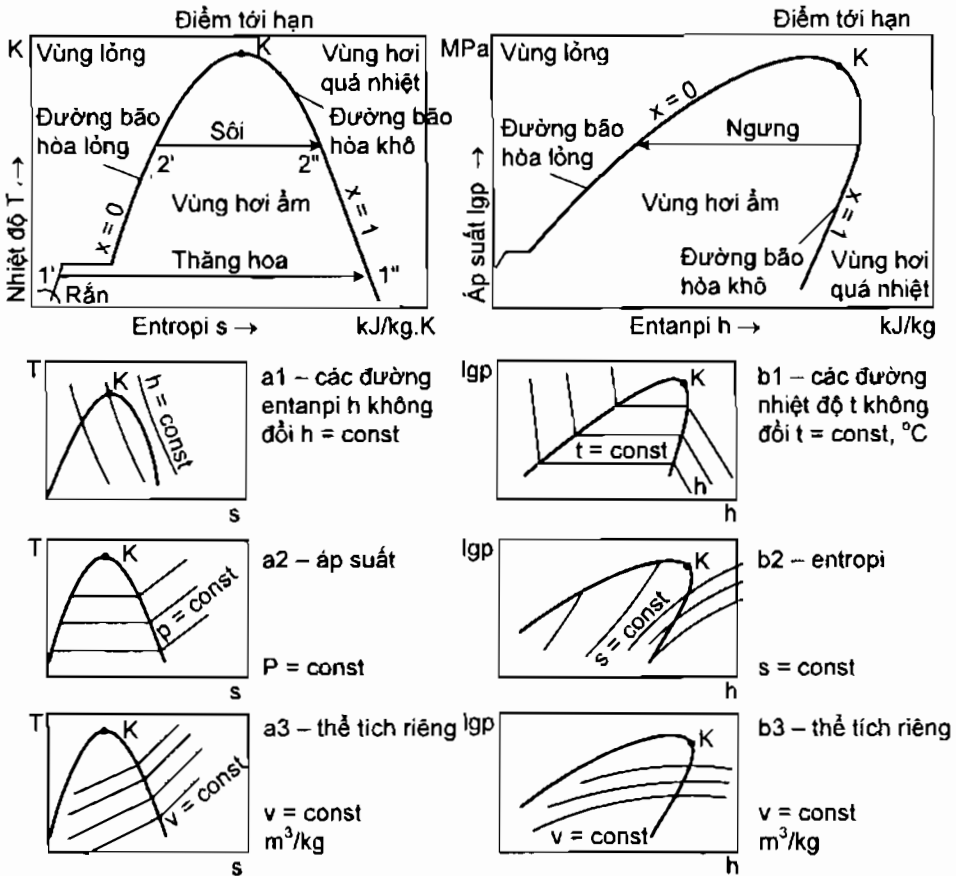 Điểm tới hạn
K
Vùng lỏng
K
Vùng hơi
quá nhiệt
Đường bão
hòa lỏng
Sôi
Đường bão
hòa khô
2'
2"
x = 0
Vùng hơi ẩm
x = 1
1'
Thăng hoa
1"
Rắn
Nhiệt độ T →
Entropi s →
kJ/kg.K
Điểm tới hạn
MPa
Vùng lỏng
K
x = 0
Đường bão
hòa lỏng
Ngưng
Vùng hơi ẩm
x = 1
Đường bão
hòa khô
Vùng hơi
quá nhiệt
Áp suất lgp →
Entanpi h →
kJ/kg
T
K
h = const
s
a1 – các đường
entanpi h không
đổi h = const
lgp
K
t = const
h
h
b1 – các đường
nhiệt độ t không
đổi t = const, °C
T
K
p = const
s
a2 – áp suất
P = const
lgp
K
s = const
h
b2 – entropi
s = const
T
K
v = const
s
a3 – thể tích riêng
v = const
m³/kg
lgp
K
v = const
h
b3 – thể tích riêng
v = const
m³/kg